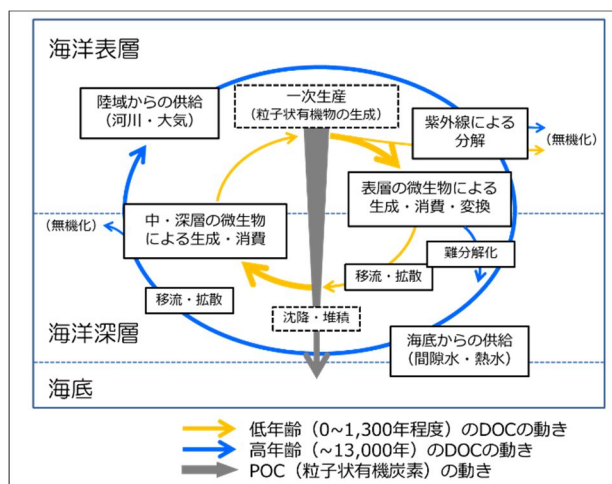 海洋表層
陸域からの供給
（河川・大気）
一次生産
（粒子状有機物の生成）
紫外線による
分解
（無機化）
表層の微生物による
生成・消費・変換
（無機化）
中・深層の微生物
による生成・消費
難分解化
移流・拡散
移流・拡散
沈降・堆積
海洋深層
海底からの供給
（間隙水・熱水）
海底
低年齢（0~1,300年程度）のDOCの動き
高年齢（~13,000年）のDOCの動き
POC（粒子状有機炭素）の動き